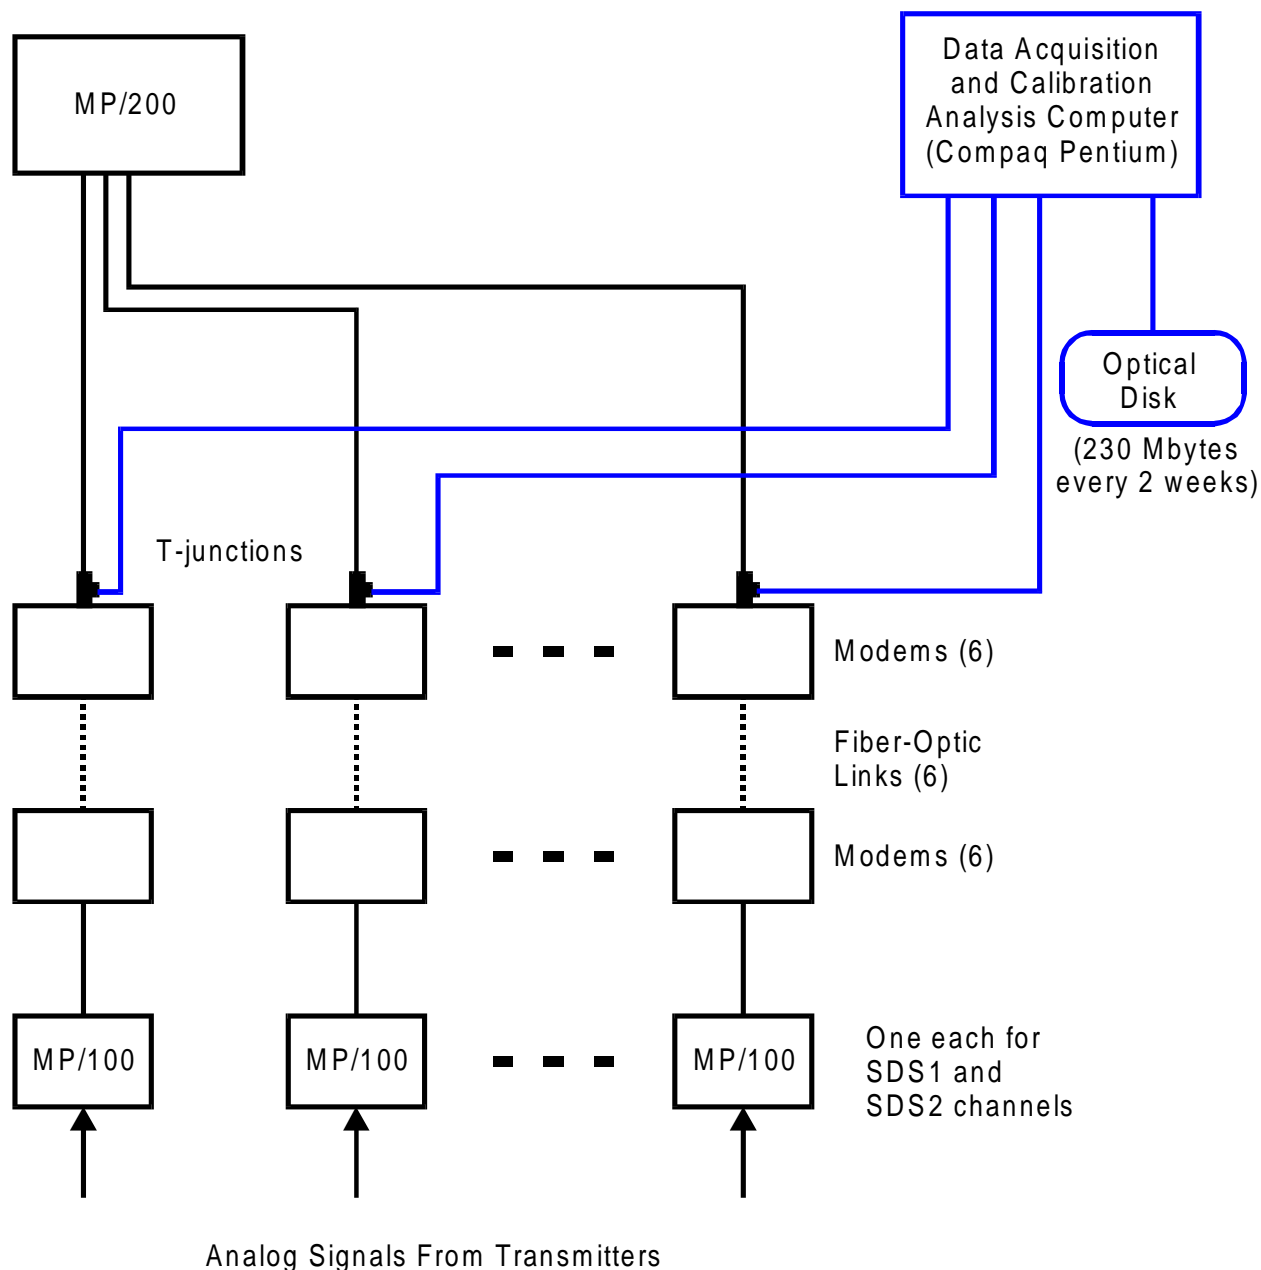 MP/200
Data Acquisition
and Calibration
Analysis Computer
(Compaq Pentium)
Optical
Disk
(230 Mbytes
every 2 weeks)
T-junctions
Modems (6)
Fiber-Optic
Links (6)
Modems (6)
MP/100
MP/100
MP/100
One each for
SDS1 and
SDS2 channels
Analog Signals From Transmitters